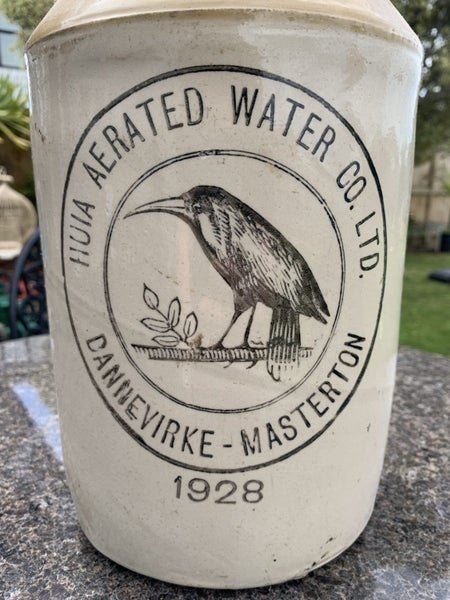 HUIA AERATED WATER CO. LTD.
DANNEVIRKE - MASTERTON
1928